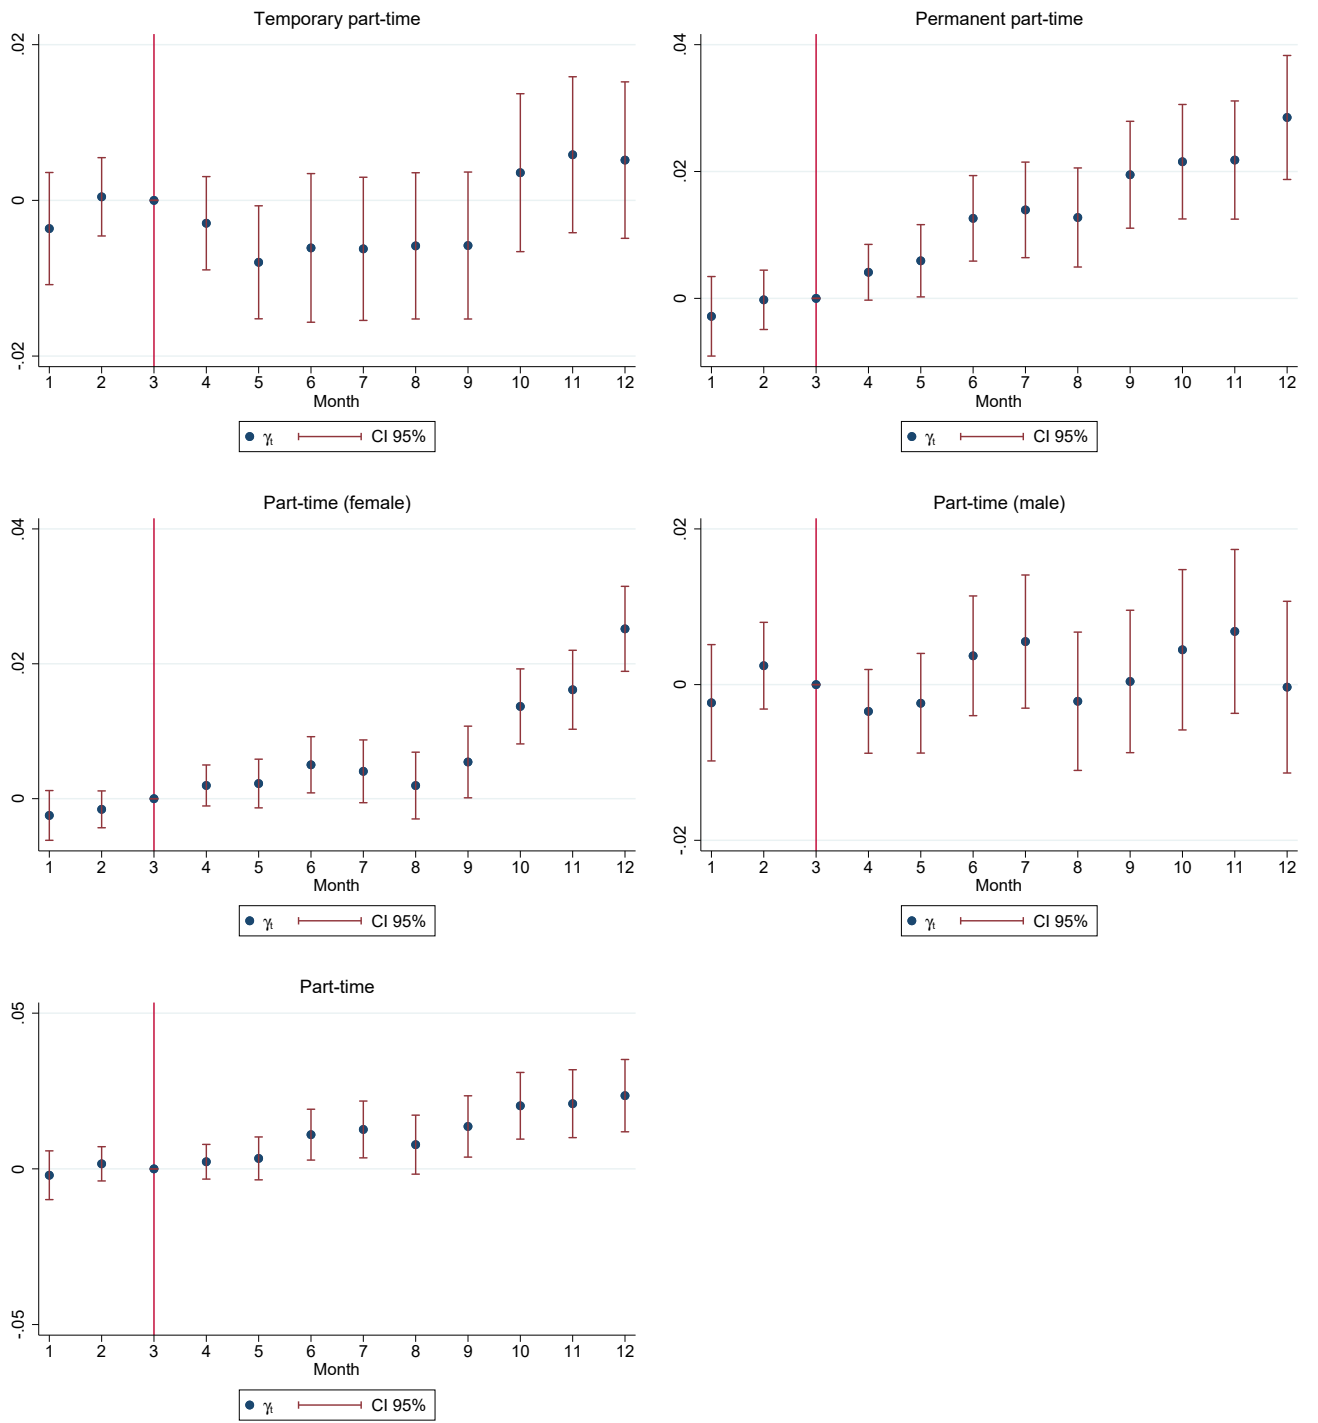 Temporary part-time
.02
0
-.02
1 2 3 4 5 6 7 8 9 10 11 12
Month
γt CI 95%
Permanent part-time
.04
.02
0
1 2 3 4 5 6 7 8 9 10 11 12
Month
γt CI 95%
Part-time (female)
.04
.02
0
1 2 3 4 5 6 7 8 9 10 11 12
Month
γt CI 95%
Part-time (male)
.02
0
-.02
1 2 3 4 5 6 7 8 9 10 11 12
Month
γt CI 95%
Part-time
.05
0
-.05
1 2 3 4 5 6 7 8 9 10 11 12
Month
γt CI 95%